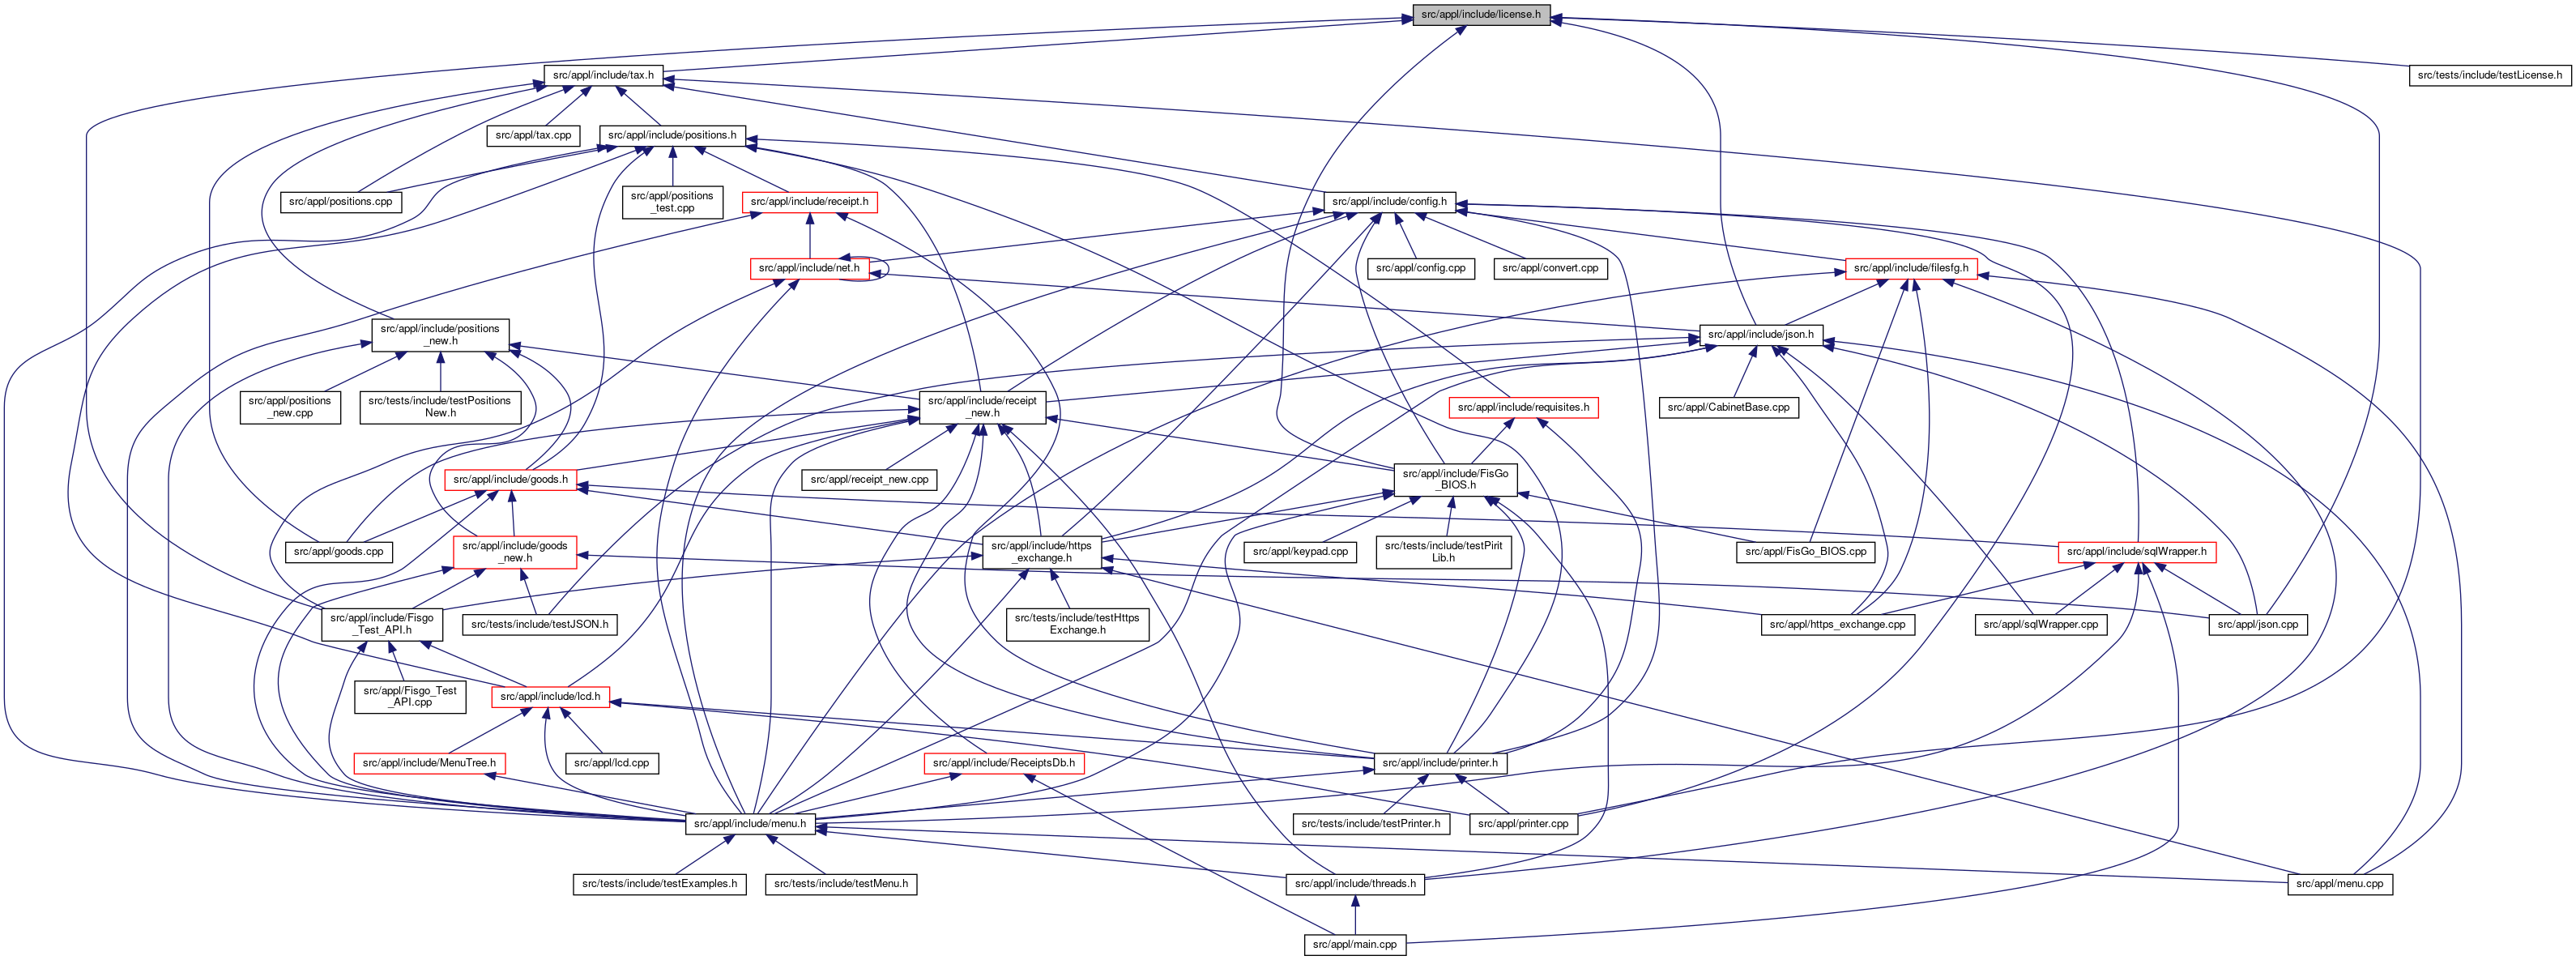 src/appl/include/license.h
src/appl/include/tax.h
src/tests/include/testLicense.h
src/appl/tax.cpp
src/appl/include/positions.h
src/appl/positions.cpp
src/appl/positions
_test.cpp
src/appl/include/receipt.h
src/appl/include/config.h
src/appl/include/net.h
src/appl/config.cpp
src/appl/convert.cpp
src/appl/include/filesfg.h
src/appl/include/positions
_new.h
src/appl/include/json.h
src/appl/positions
_new.cpp
src/tests/include/testPositions
New.h
src/appl/include/receipt
_new.h
src/appl/include/requisites.h
src/appl/CabinetBase.cpp
src/appl/include/goods.h
src/appl/receipt_new.cpp
src/appl/include/FisGo
_BIOS.h
src/appl/goods.cpp
src/appl/include/goods
_new.h
src/appl/include/https
_exchange.h
src/appl/keypad.cpp
src/tests/include/testPirit
Lib.h
src/appl/FisGo_BIOS.cpp
src/appl/include/sqlWrapper.h
src/appl/include/Fisgo
_Test_API.h
src/tests/include/testJSON.h
src/tests/include/testHttps
Exchange.h
src/appl/https_exchange.cpp
src/appl/sqlWrapper.cpp
src/appl/json.cpp
src/appl/Fisgo_Test
_API.cpp
src/appl/include/lcd.h
src/appl/include/MenuTree.h
src/appl/lcd.cpp
src/appl/include/ReceiptsDb.h
src/appl/include/printer.h
src/appl/include/menu.h
src/tests/include/testPrinter.h
src/appl/printer.cpp
src/tests/include/testExamples.h
src/tests/include/testMenu.h
src/appl/include/threads.h
src/appl/menu.cpp
src/appl/main.cpp